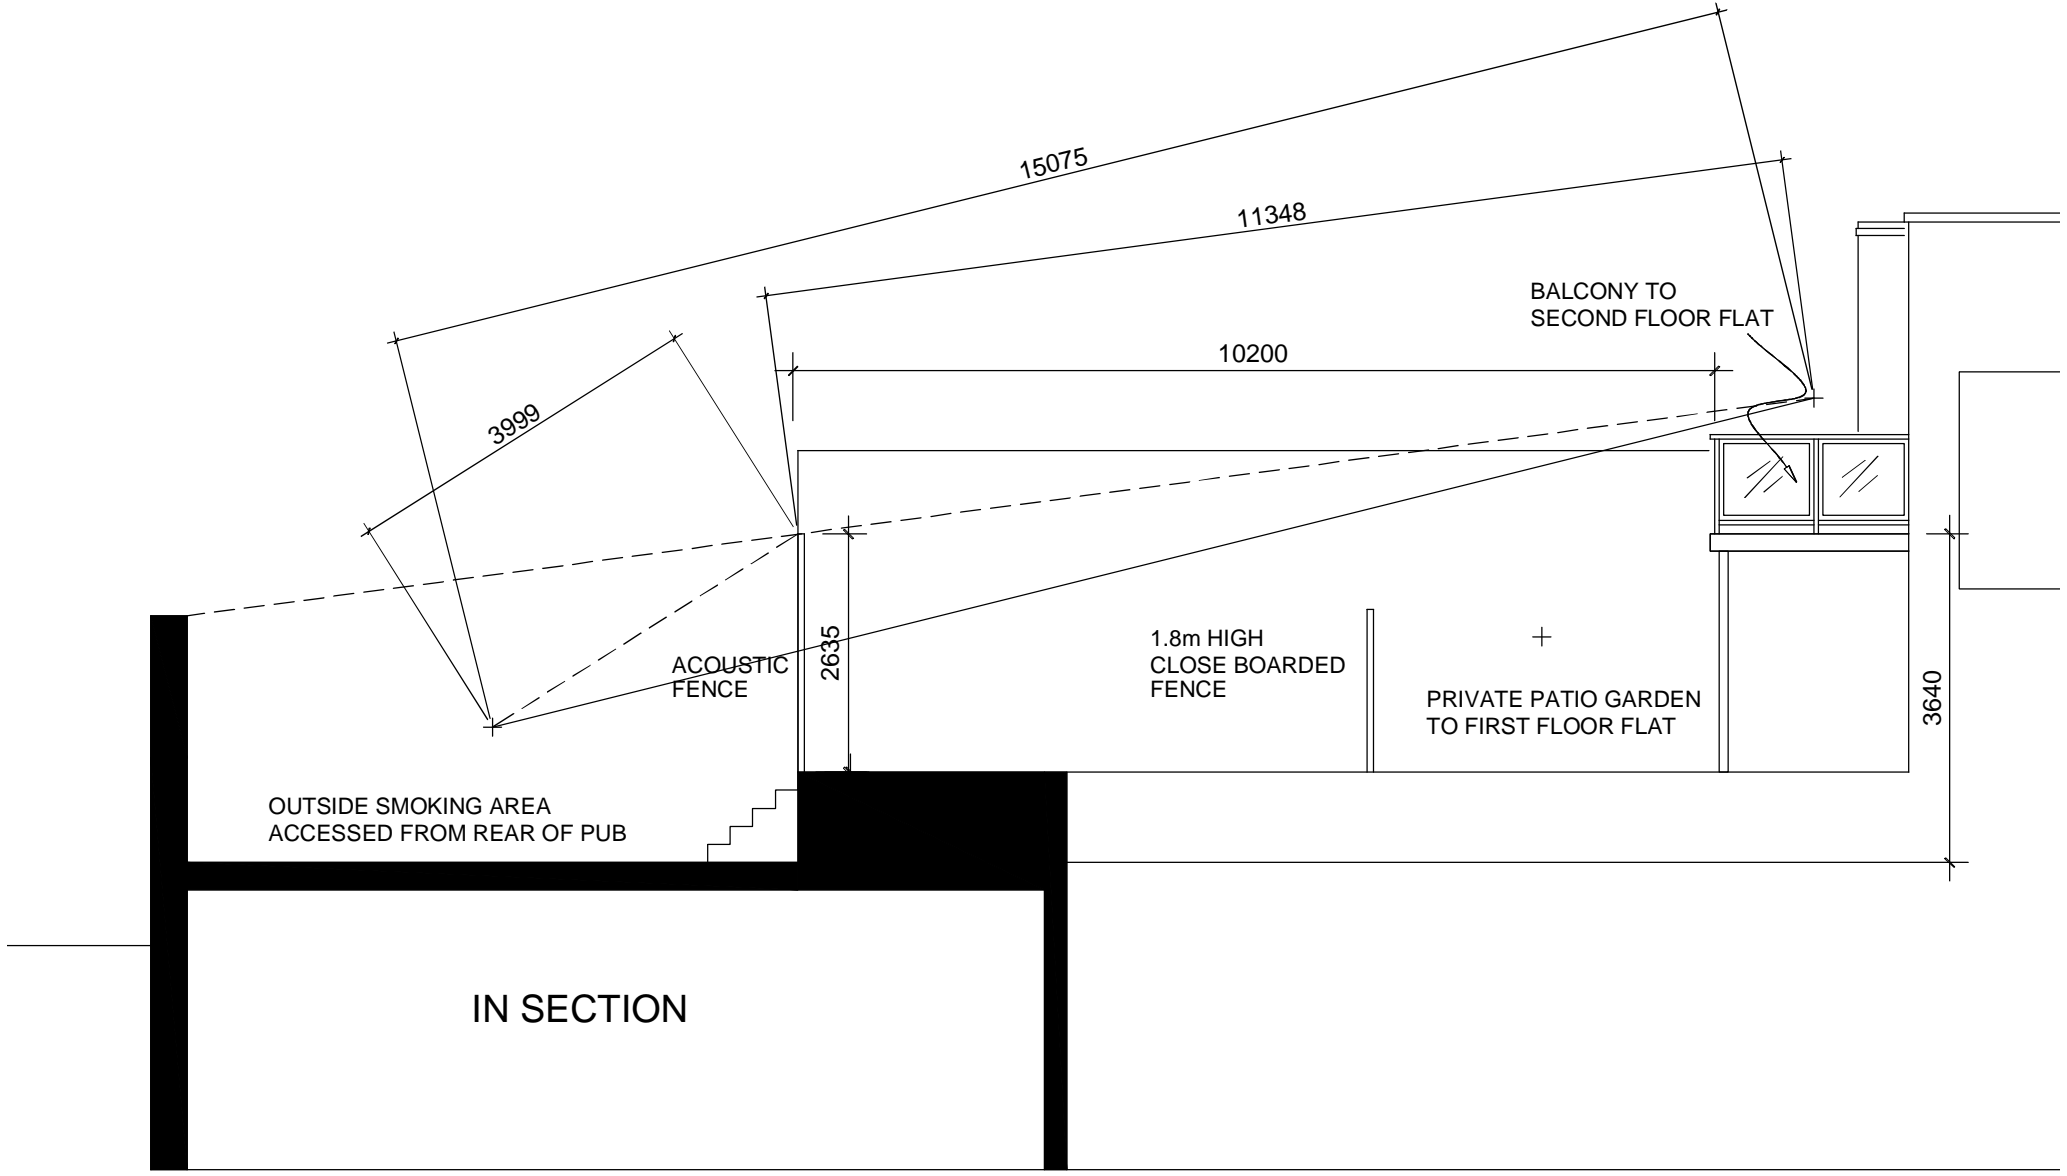 15075
11348
BALCONY TO
SECOND FLOOR FLAT
10200
3999
2635
ACOUSTIC
FENCE
1.8m HIGH
CLOSE BOARDED
FENCE
PRIVATE PATIO GARDEN
TO FIRST FLOOR FLAT
3640
OUTSIDE SMOKING AREA
ACCESSED FROM REAR OF PUB
IN SECTION